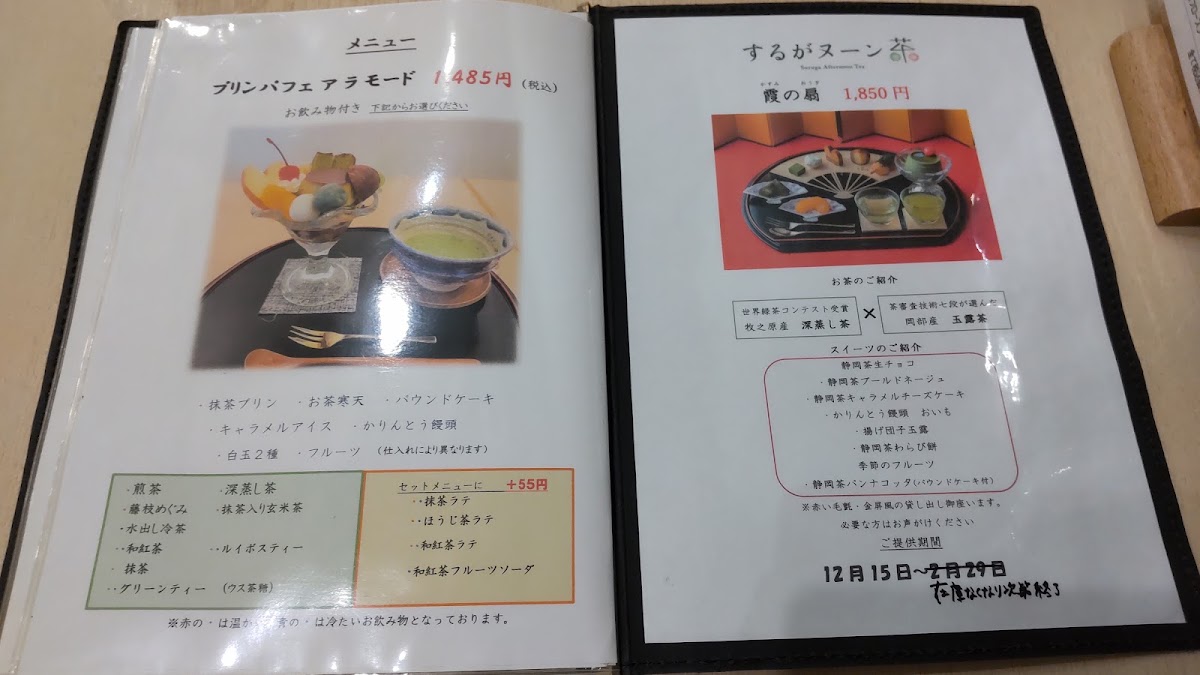 メニュー
プリンパフェ アラモード 1,485円 (税込)
お飲み物付き 下記からお選びください
・抹茶プリン ・お茶寒天 ・パウンドケーキ
・キャラメルアイス ・かりんとう饅頭
・白玉2種 ・フルーツ (仕入れにより異なります)
・煎茶 ・深蒸し茶
・藤枝めぐみ ・抹茶入り玄米茶
・水出し冷茶
・・和紅茶 ・・ルイボスティー
抹茶
・・グリーンティー (ウス茶糖)
セットメニューに +55円
・・抹茶ラテ
・・ほうじ茶ラテ
・・和紅茶ラテ
・和紅茶フルーツソーダ
※赤の・は温か 青の・は冷たいお飲み物となっております。
するがヌーン茶
Suruga Afternoon Tea
かすみ おうぎ
霞の扇 1,850円
お茶のご紹介
世界緑茶コンテスト受賞
牧之原産 深蒸し茶
×
茶審査技術七段が選んだ
岡部産 玉露茶
スイーツのご紹介
静岡茶生チョコ
・静岡茶ブールドネージュ
・静岡茶キャラメルチーズケーキ
・かりんとう饅頭 おいも
・揚げ団子玉露
・静岡茶わらび餅
季節のフルーツ
・静岡茶パンナコッタ(パウンドケーキ付)
※赤い毛氈・金屏風の貸し出し御座います。
必要な方はお声がけください
ご提供期間
12月15日~2月29日
在庫なくなり次第終了